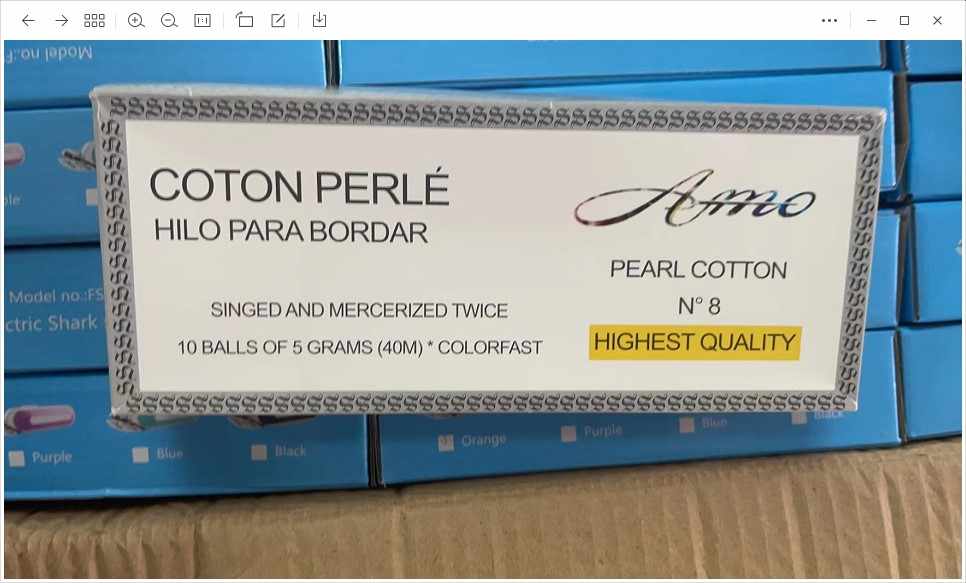 Model no.:F
COTON PERLÉ
HILO PARA BORDAR
SINGED AND MERCERIZED TWICE
10 BALLS OF 5 GRAMS (40M) * COLORFAST
Amo
PEARL COTTON
N° 8
HIGHEST QUALITY
Model no.:FS
ctric Shark
Purple
Blue
Black
Orange
Purple
Blue
Black